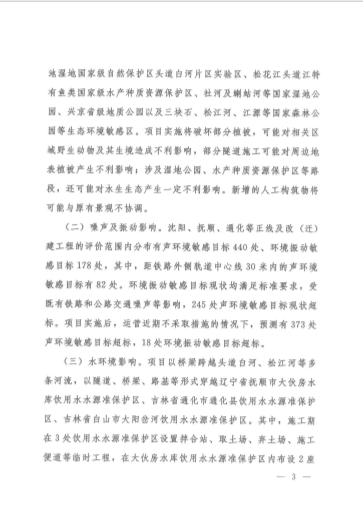 池湿地国家级自然保护区头道白河片区实验区、松花江头道江特
有鱼类国家级水产种质资源保护区、社河及喇蛄河等国家湿地公
园、兴京省级地质公园以及三块石、松江河、江源等国家森林公
园等生态环境敏感区。项目实施将破坏部分植被，可能对相关区
域野生动物及其生境造成不利影响，部分隧道施工可能对周边地
表植被产生不利影响；涉及湿地公园、水产种质资源保护区等路
段，还可能对水生生态产生一定不利影响。新增的人工构筑物将
可能与原有景观不协调。
（二）噪声及振动影响。沈阳、抚顺、通化等正线及改（迁）
建工程的评价范围内分布有声环境敏感目标 440 处、环境振动敏
感目标 178 处，其中，距铁路外侧轨道中心线 30 米内的声环境
敏感目标有 82 处。环境振动敏感目标现状均满足标准要求，受
既有铁路和公路交通噪声等影响，245 处声环境敏感目标现状超
标。项目实施后，运营近期不采取措施的情况下，预测有 373 处
声环境敏感目标超标，18 处环境振动敏感目标超标。
（三）水环境影响。项目以桥梁跨越头道白河、松江河等多
条河流，以隧道、桥梁、路基等形式穿越辽宁省抚顺市大伙房水
库饮用水水源准保护区、吉林省通化市通化县饮用水水源准保护
区、吉林省白山市大阳岔河饮用水水源准保护区。其中，施工期
在 3 处饮用水水源准保护区设置拌合站、取土场、弃土场、施工
便道等临时工程，在大伙房水库饮用水水源准保护区内布设 2 座
— 3 —